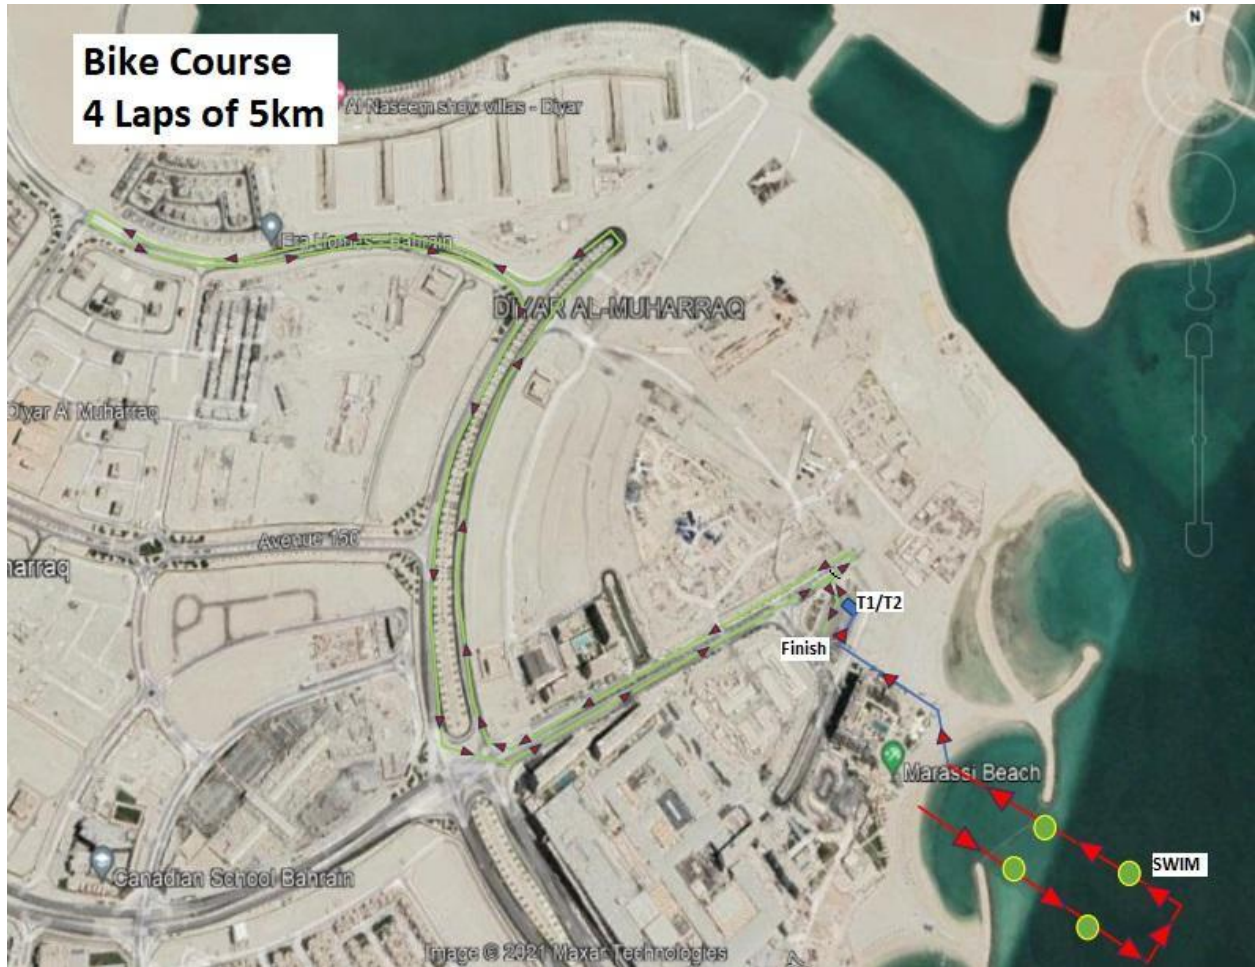 Bike Course
4 Laps of 5km
N
Al Naseem show villas - Diyar
Era Homes - Bahrain
DIYAR AL-MUHARRAQ
Diyar Al Muharraq
Avenue 156
harraq
T1/T2
Finish
Marassi Beach
SWIM
Canadian School Bahrain
Image © 2021 Maxar Technologies